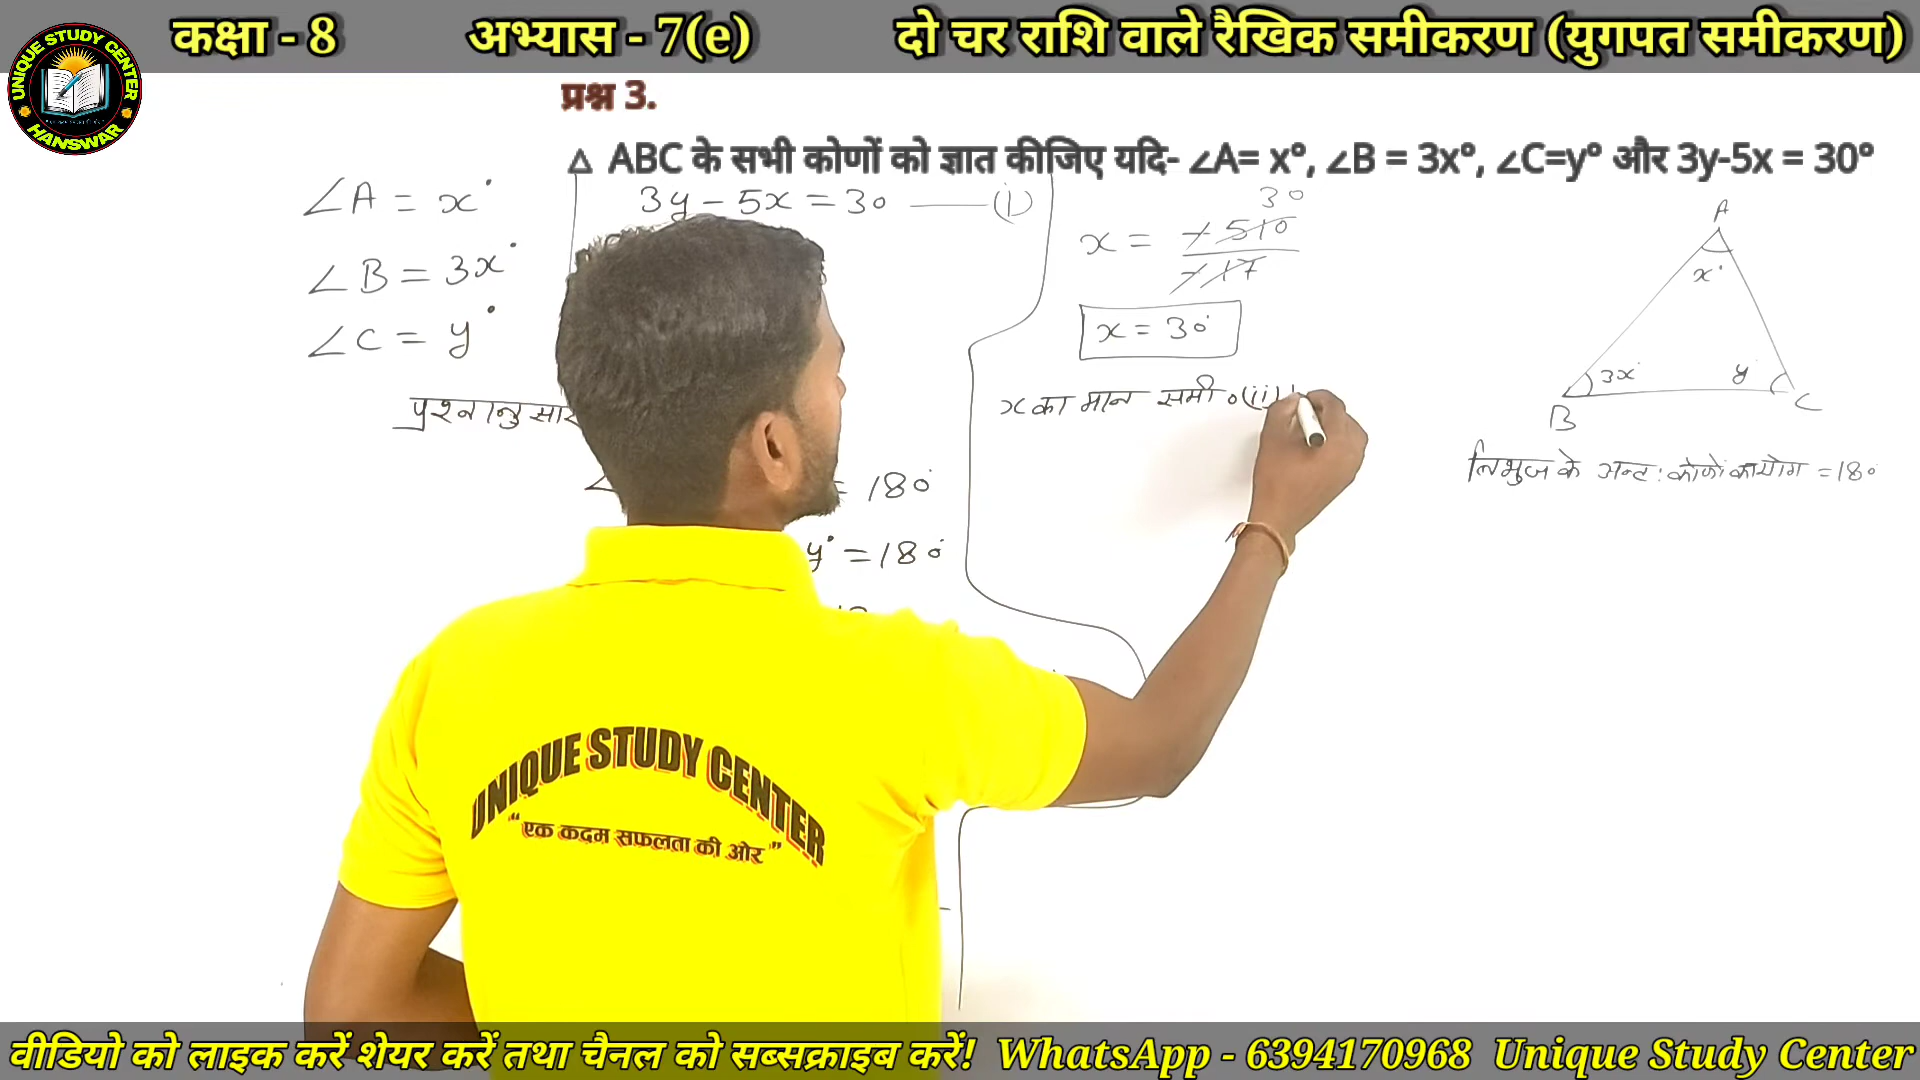 कक्षा - 8 अभ्यास - 7(e) दो चर राशि वाले रैखिक समीकरण (युगपत समीकरण)
UNIQUE STUDY CENTER
HANSWAR
प्रश्न 3.
△ ABC के सभी कोणों को ज्ञात कीजिए यदि- ∠A= x°, ∠B = 3x°, ∠C=y° और 3y-5x = 30°
∠A = x°
∠B = 3x°
∠C = y°
प्रश्नानुसार
3y - 5x = 30 —— (i)
= 180°
y° = 180°
30
x = -510
-17
x = 30°
x का मान समी० (ii)
A
x°
3x°
y
B
C
त्रिभुज के अन्तः कोणों का योग = 180
UNIQUE STUDY CENTER
“एक कदम सफलता की ओर”
वीडियो को लाइक करें शेयर करें तथा चैनल को सब्सक्राइब करें! WhatsApp - 6394170968 Unique Study Center